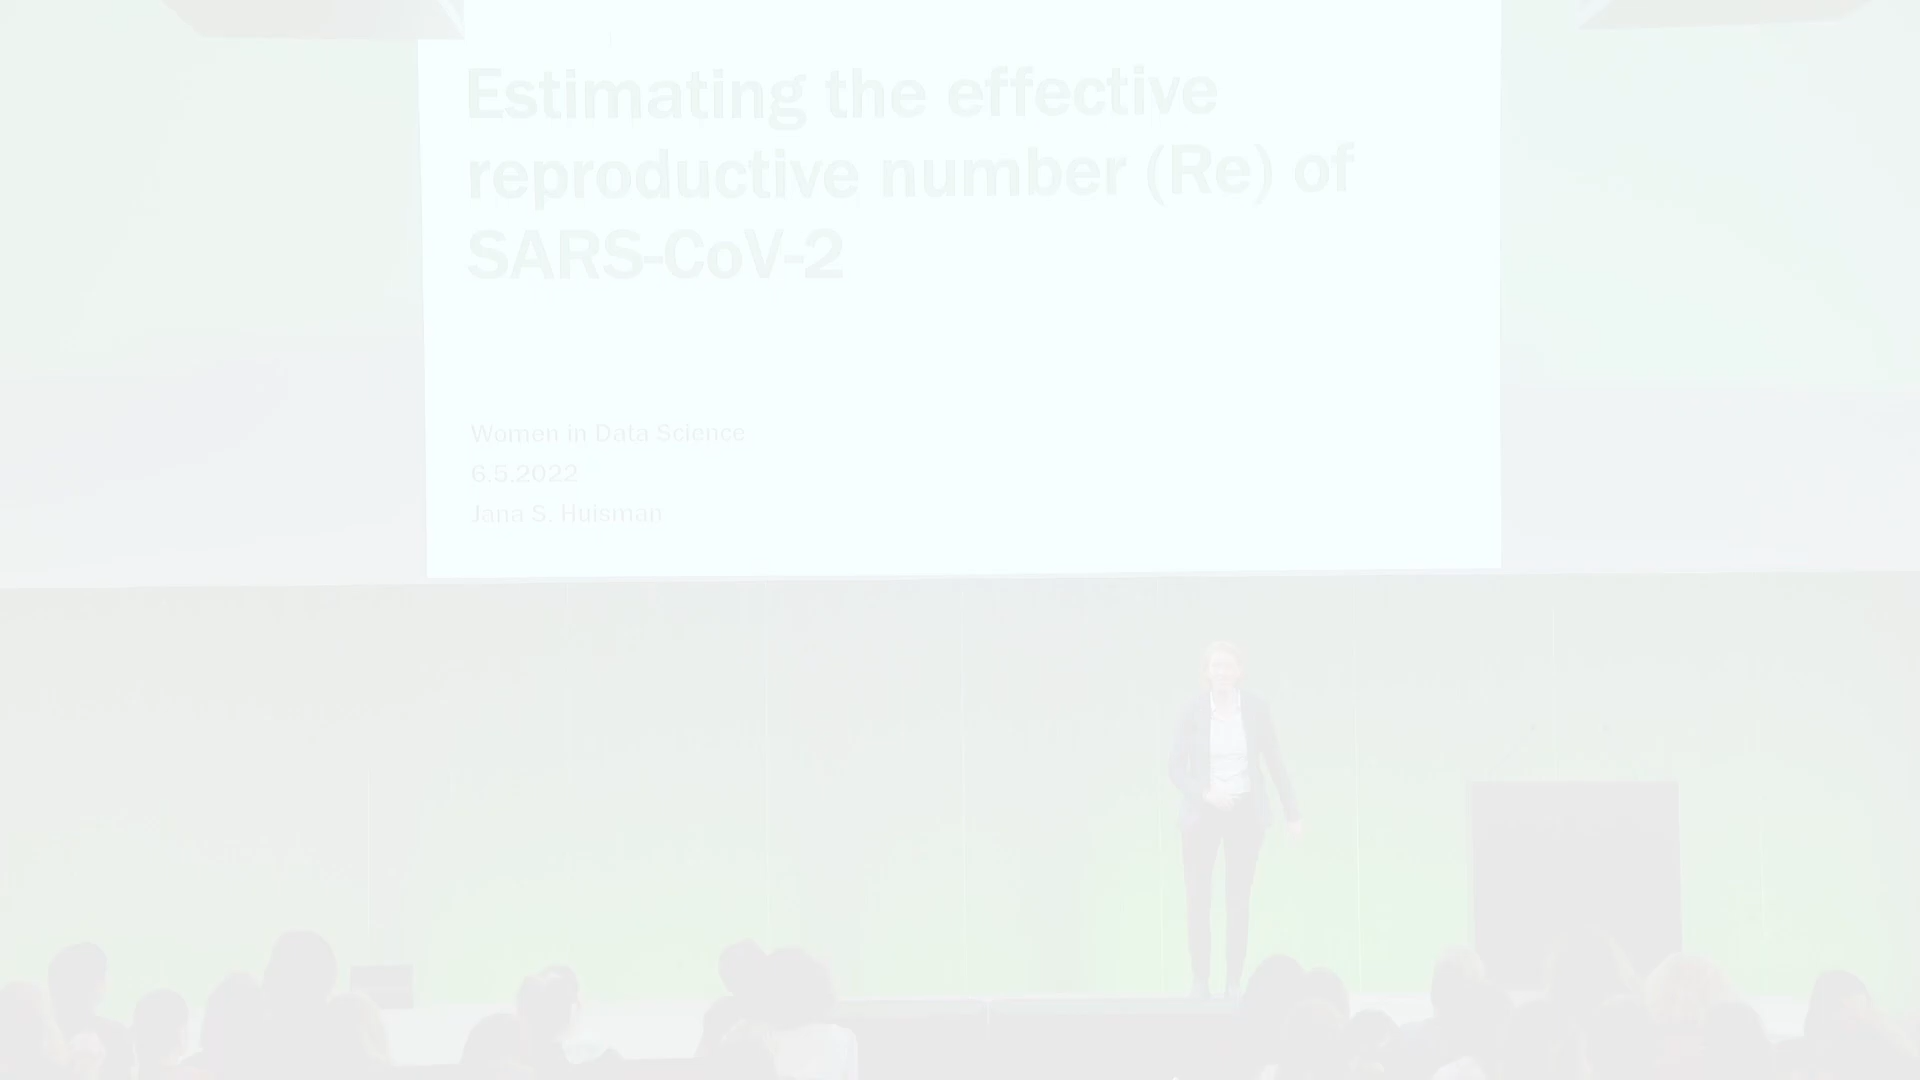 Estimating the effective
reproductive number (Re) of
SARS-CoV-2
Women in Data Science
6.5.2022
Jana S. Huisman